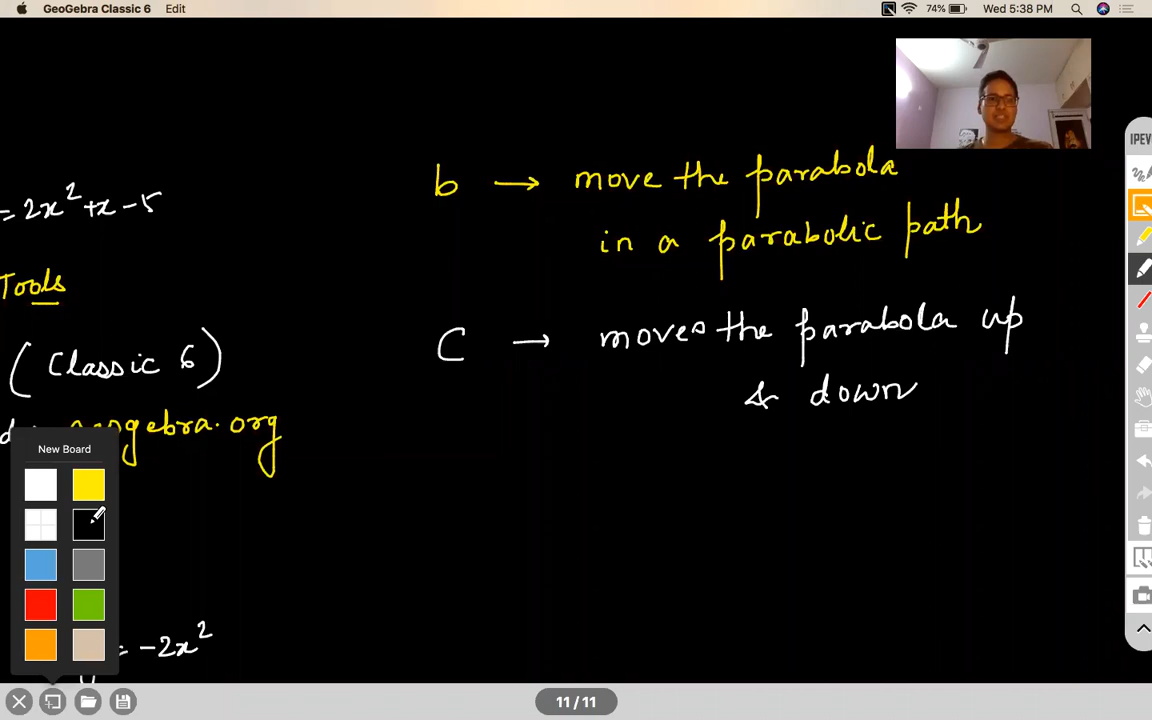 GeoGebra Classic 6 Edit
74% Wed 5:38 PM
IPEV
b → move the parabola
in a parabolic path
= 2x² + x - 5
Tools
C → moves the parabola up
& down
(Classic 6)
geogebra.org
New Board
= -2x²
11/11